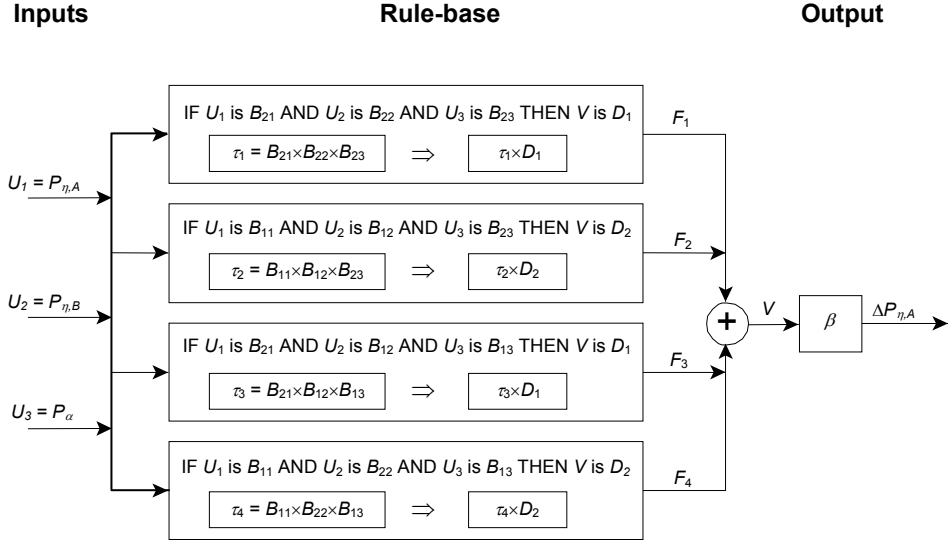 Inputs
Rule-base
Output
IF U₁ is B₂₁ AND U₂ is B₂₂ AND U₃ is B₂₃ THEN V is D₁
τ₁ = B₂₁×B₂₂×B₂₃ ⇒ τ₁×D₁
F₁
U₁ = P_{η,A}
IF U₁ is B₁₁ AND U₂ is B₁₂ AND U₃ is B₂₃ THEN V is D₂
τ₂ = B₁₁×B₁₂×B₂₃ ⇒ τ₂×D₂
F₂
U₂ = P_{η,B}
+
V
β
ΔP_{η,A}
IF U₁ is B₂₁ AND U₂ is B₁₂ AND U₃ is B₁₃ THEN V is D₁
τ₃ = B₂₁×B₁₂×B₁₃ ⇒ τ₃×D₁
F₃
U₃ = P_α
IF U₁ is B₁₁ AND U₂ is B₂₂ AND U₃ is B₁₃ THEN V is D₂
τ₄ = B₁₁×B₂₂×B₁₃ ⇒ τ₄×D₂
F₄